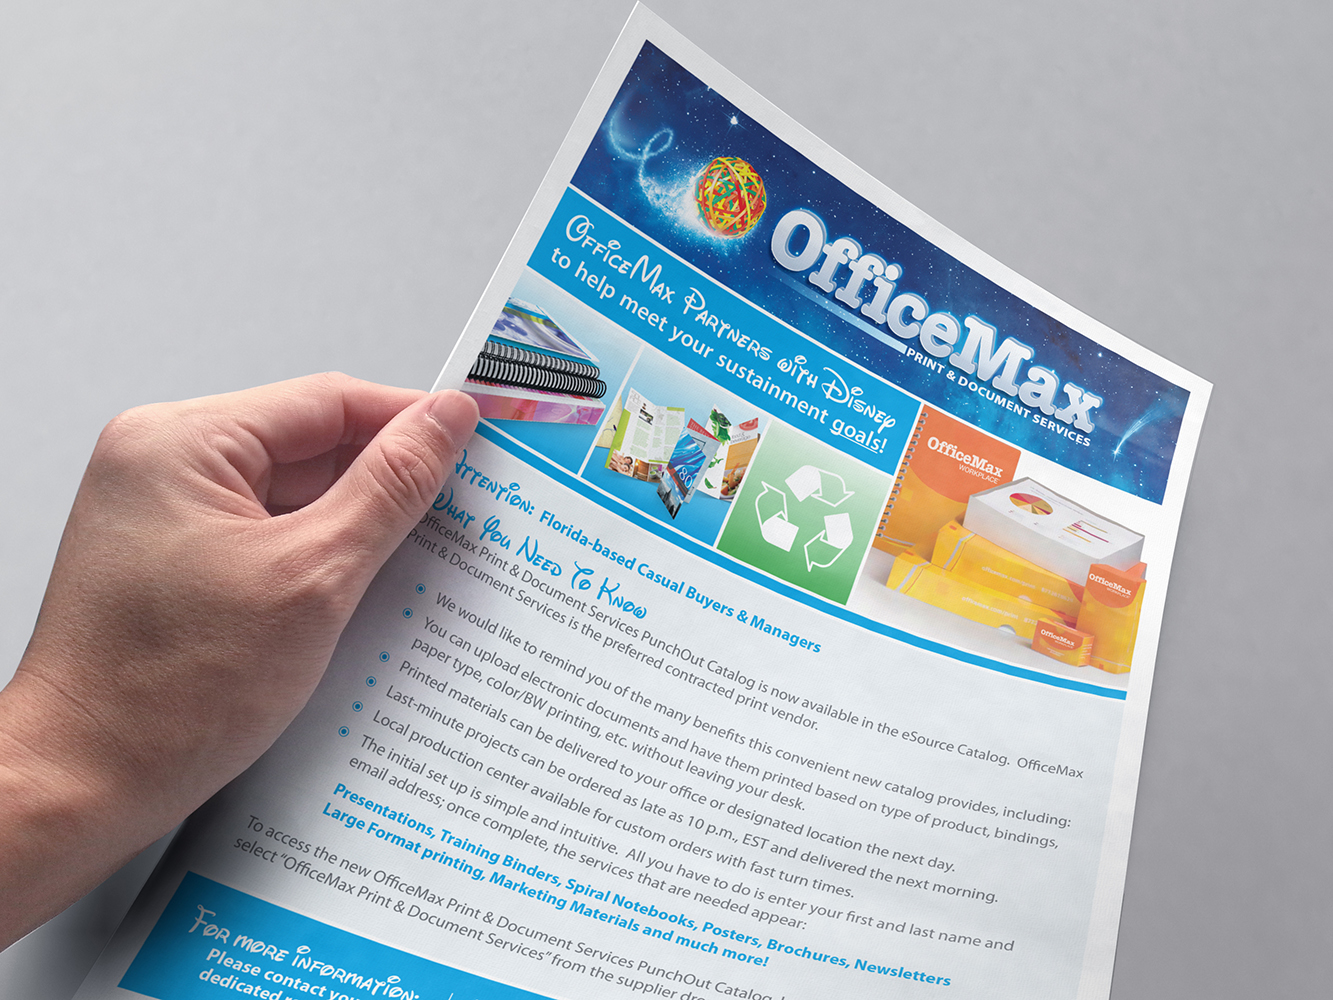 OfficeMax
PRINT & DOCUMENT SERVICES
OfficeMax Partners with Disney
to help meet your sustainment goals!
OfficeMax
WORKPLACE
OfficeMax
WORKPLACE
OfficeMax
Attention: Florida-based Casual Buyers & Managers
What You Need To Know
OfficeMax Print & Document Services PunchOut Catalog is now available in the eSource Catalog. OfficeMax
Print & Document Services is the preferred contracted print vendor.
We would like to remind you of the many benefits this convenient new catalog provides, including:
You can upload electronic documents and have them printed based on type of product, bindings,
paper type, color/BW printing, etc. without leaving your desk.
Printed materials can be delivered to your office or designated location the next day.
Last-minute projects can be ordered as late as 10 p.m., EST and delivered the next morning.
Local production center available for custom orders with fast turn times.
The initial set up is simple and intuitive. All you have to do is enter your first and last name and
email address; once complete, the services that are needed appear:
Presentations, Training Binders, Spiral Notebooks, Posters, Brochures, Newsletters
Large Format printing, Marketing Materials and much more!
To access the new OfficeMax Print & Document Services PunchOut Catalog,
select “OfficeMax Print & Document Services” from the supplier
For more information:
Please contact your
dedicated